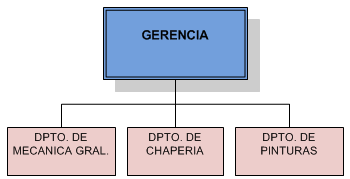 GERENCIA
DPTO. DE
MECANICA GRAL.
DPTO. DE
CHAPERIA
DPTO. DE
PINTURAS